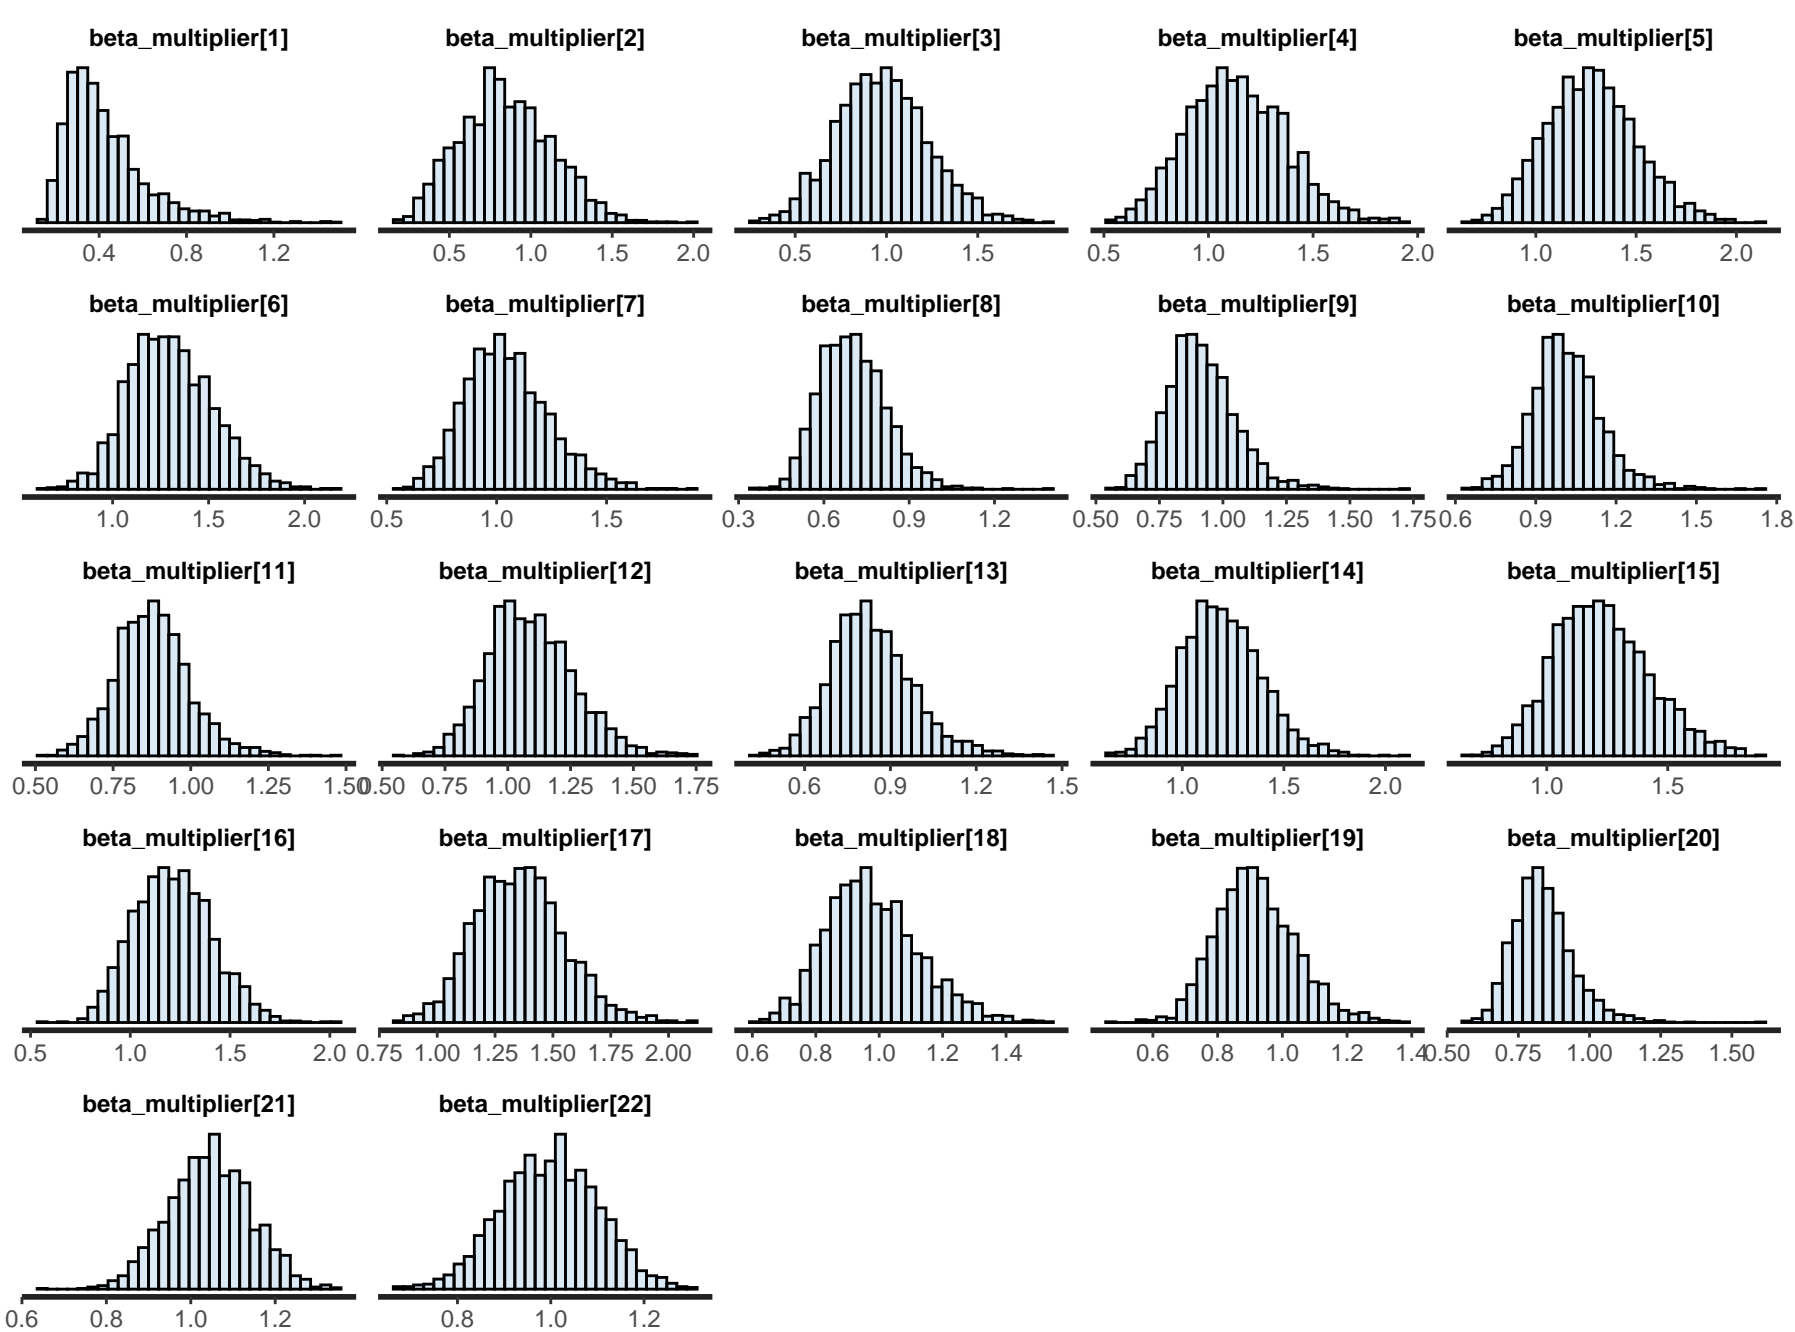 beta_multiplier[1] beta_multiplier[2] beta_multiplier[3] beta_multiplier[4] beta_multiplier[5]
0.4 0.8 1.2 0.5 1.0 1.5 2.0 0.5 1.0 1.5 0.5 1.0 1.5 2.0 1.0 1.5 2.0
beta_multiplier[6] beta_multiplier[7] beta_multiplier[8] beta_multiplier[9] beta_multiplier[10]
1.0 1.5 2.0 0.5 1.0 1.5 0.3 0.6 0.9 1.2 0.50 0.75 1.00 1.25 1.50 1.75 0.6 0.9 1.2 1.5 1.8
beta_multiplier[11] beta_multiplier[12] beta_multiplier[13] beta_multiplier[14] beta_multiplier[15]
0.50 0.75 1.00 1.25 1.50 0.50 0.75 1.00 1.25 1.50 1.75 0.6 0.9 1.2 1.5 1.0 1.5 2.0 1.0 1.5
beta_multiplier[16] beta_multiplier[17] beta_multiplier[18] beta_multiplier[19] beta_multiplier[20]
0.5 1.0 1.5 2.0 0.75 1.00 1.25 1.50 1.75 2.00 0.6 0.8 1.0 1.2 1.4 0.6 0.8 1.0 1.2 1.4 0.50 0.75 1.00 1.25 1.50
beta_multiplier[21] beta_multiplier[22]
0.6 0.8 1.0 1.2 0.8 1.0 1.2